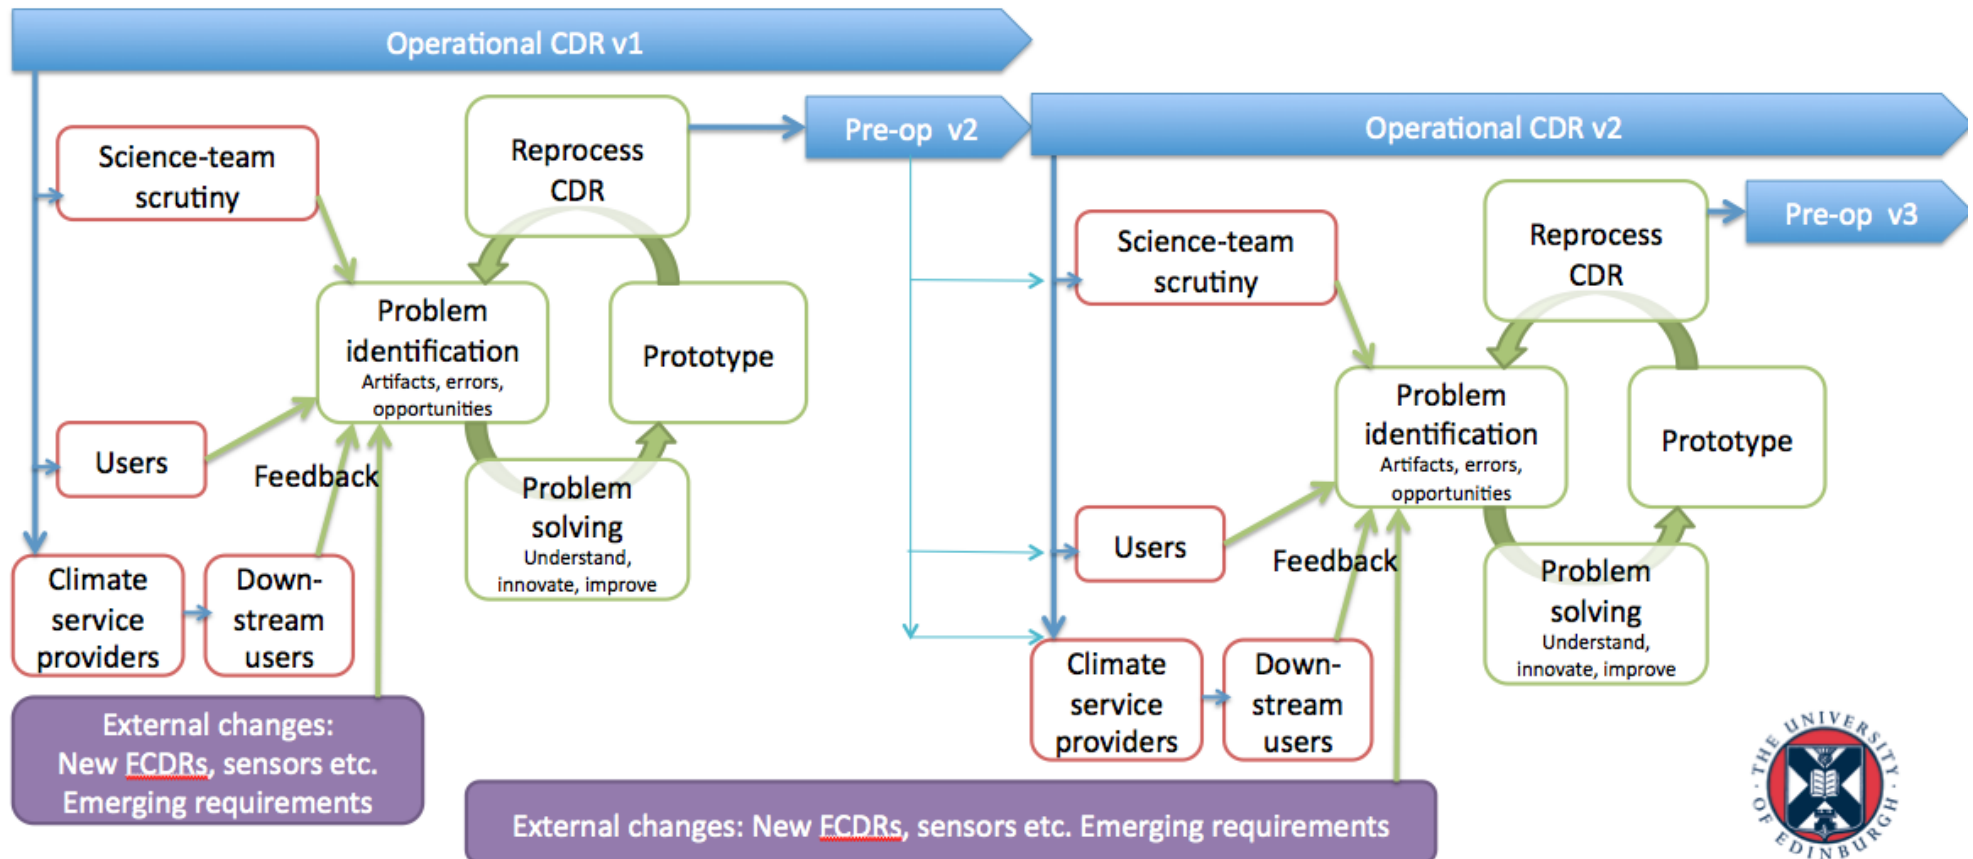 Operational CDR v1
Science-team
scrutiny
Reprocess
CDR
Pre-op v2
Problem
identification
Artifacts, errors,
opportunities
Prototype
Users
Feedback
Problem
solving
Understand,
innovate, improve
Climate
service
providers
Down-
stream
users
External changes:
New FCDRs, sensors etc.
Emerging requirements
Operational CDR v2
Science-team
scrutiny
Reprocess
CDR
Pre-op v3
Problem
identification
Artifacts, errors,
opportunities
Prototype
Users
Feedback
Problem
solving
Understand,
innovate, improve
Climate
service
providers
Down-
stream
users
External changes: New FCDRs, sensors etc. Emerging requirements
THE UNIVERSITY
OF EDINBURGH